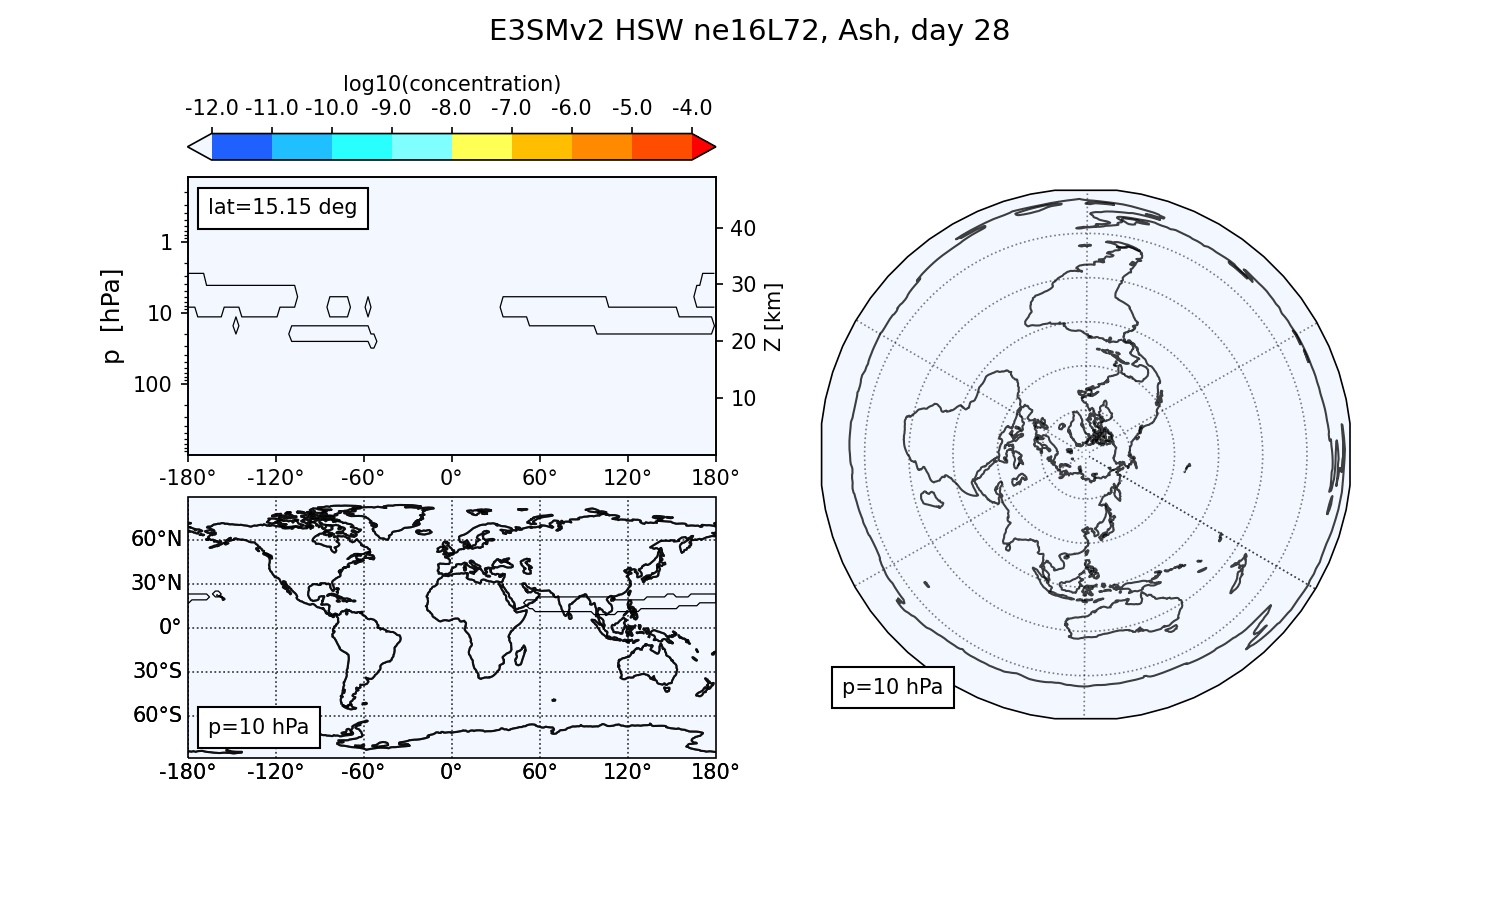 E3SMv2 HSW ne16L72, Ash, day 28
log10(concentration)
-12.0 -11.0 -10.0 -9.0 -8.0 -7.0 -6.0 -5.0 -4.0
lat=15.15 deg
1
10
100
p [hPa]
40
30
20
10
Z [km]
-180° -120° -60° 0° 60° 120° 180°
60°N
30°N
0°
30°S
60°S
p=10 hPa
-180° -120° -60° 0° 60° 120° 180°
p=10 hPa